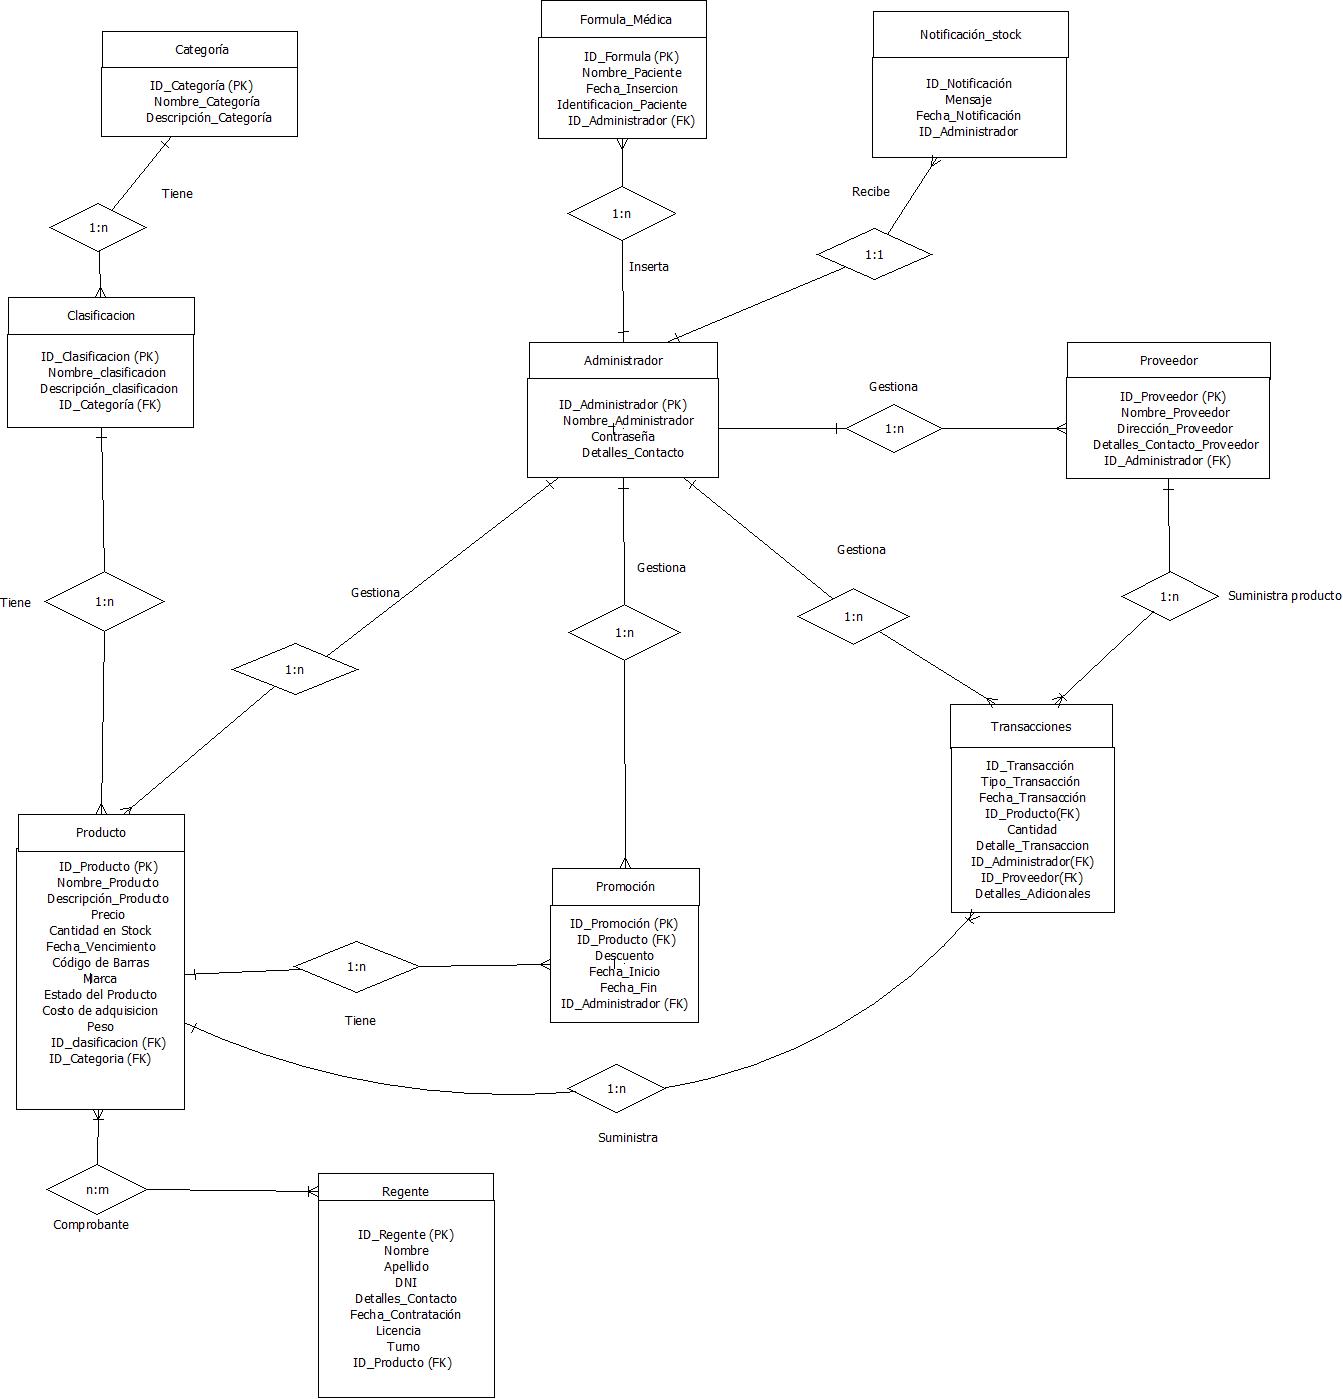 Categoría
ID_Categoría (PK)
Nombre_Categoría
Descripción_Categoría
Formula_Médica
ID_Formula (PK)
Nombre_Paciente
Fecha_Insercion
Identificacion_Paciente
ID_Administrador (FK)
Notificación_stock
ID_Notificación
Mensaje
Fecha_Notificación
ID_Administrador
Tiene
1:n
1:n
Inserta
Recibe
1:1
Clasificacion
ID_Clasificacion (PK)
Nombre_clasificacion
Descripción_clasificacion
ID_Categoría (FK)
Administrador
ID_Administrador (PK)
Nombre_Administrador
Contraseña
Detalles_Contacto
Gestiona
1:n
Proveedor
ID_Proveedor (PK)
Nombre_Proveedor
Dirección_Proveedor
Detalles_Contacto_Proveedor
ID_Administrador (FK)
Tiene
1:n
Gestiona
1:n
Gestiona
1:n
Gestiona
1:n
1:n
Suministra producto
Transacciones
ID_Transacción
Tipo_Transacción
Fecha_Transacción
ID_Producto(FK)
Cantidad
Detalle_Transaccion
ID_Administrador(FK)
ID_Proveedor(FK)
Detalles_Adicionales
Producto
ID_Producto (PK)
Nombre_Producto
Descripción_Producto
Precio
Cantidad en Stock
Fecha_Vencimiento
Código de Barras
Marca
Estado del Producto
Costo de adquisicion
Peso
ID_clasificacion (FK)
ID_Categoria (FK)
1:n
Tiene
Promoción
ID_Promoción (PK)
ID_Producto (FK)
Descuento
Fecha_Inicio
Fecha_Fin
ID_Administrador (FK)
1:n
Suministra
n:m
Comprobante
Regente
ID_Regente (PK)
Nombre
Apellido
DNI
Detalles_Contacto
Fecha_Contratación
Licencia
Turno
ID_Producto (FK)